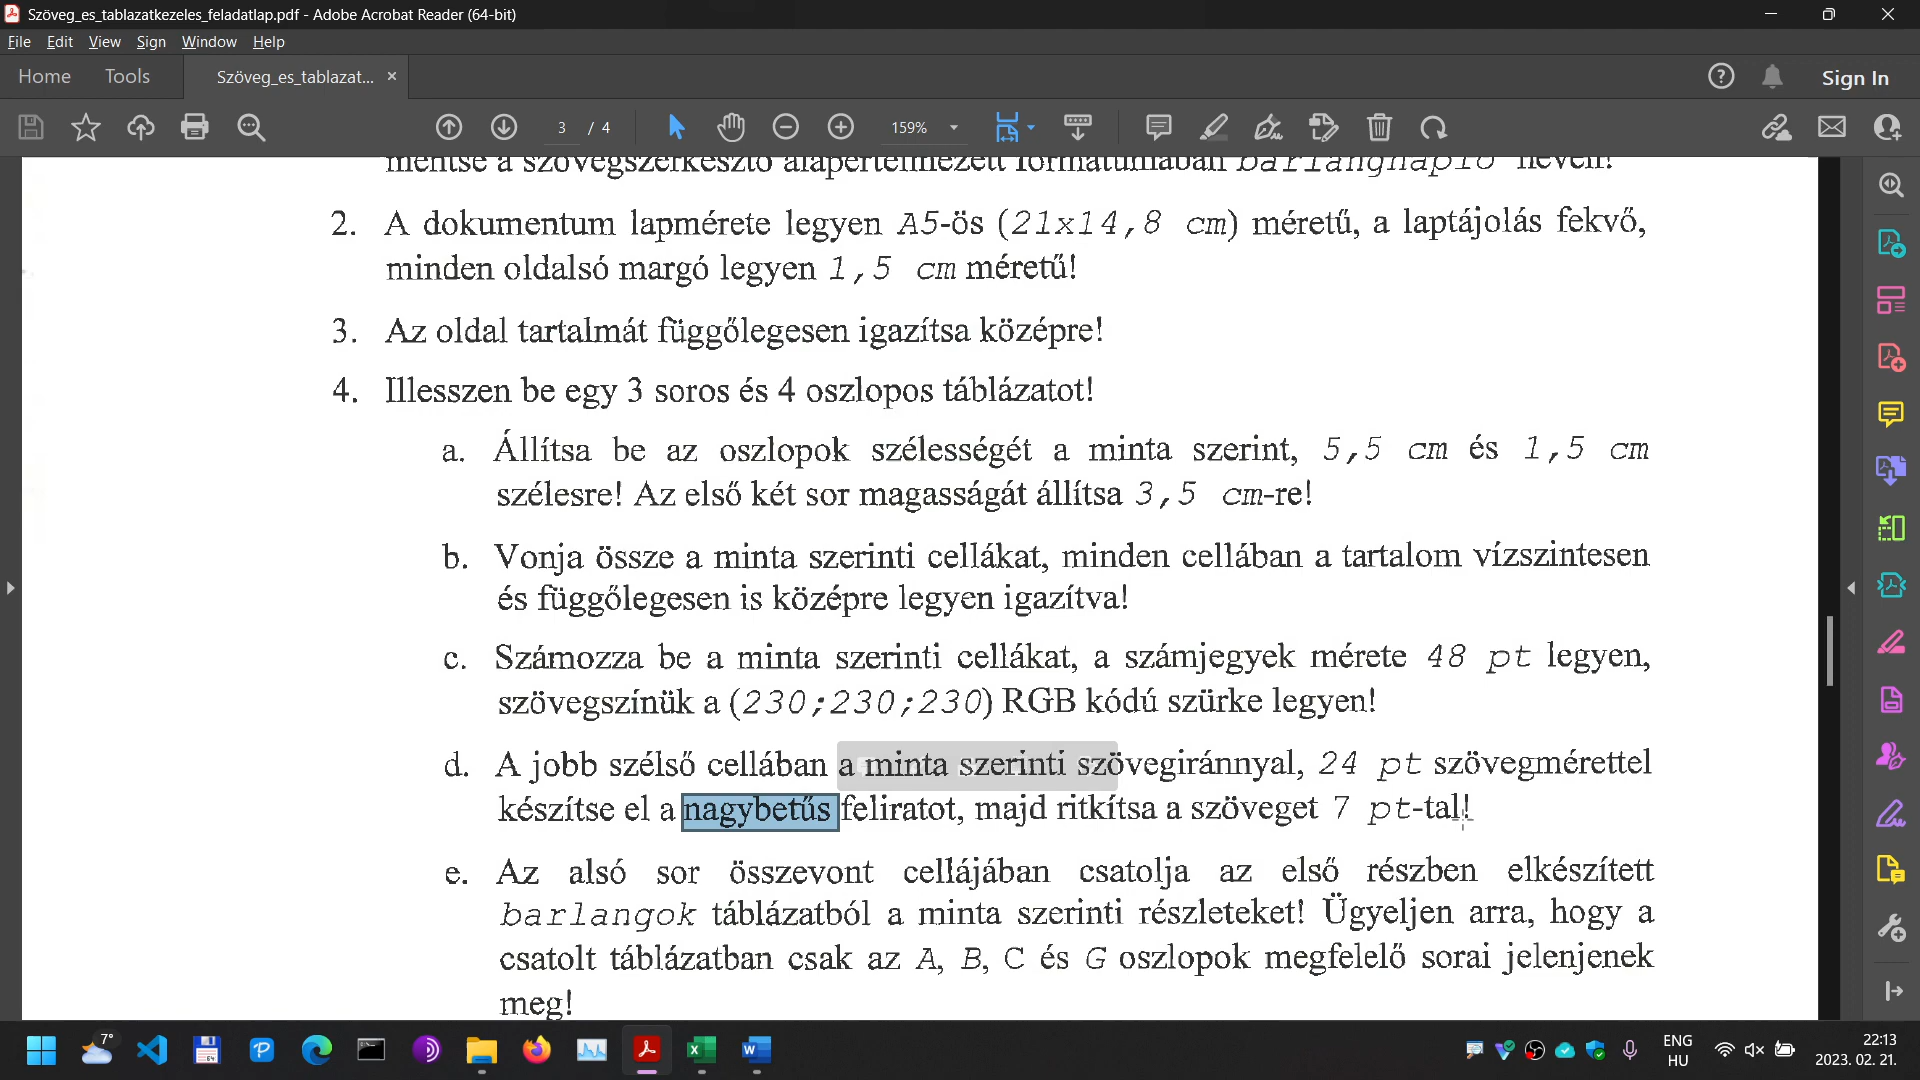 Szöveg_es_tablazatkezeles_feladatlap.pdf - Adobe Acrobat Reader (64-bit)
File Edit View Sign Window Help
Home Tools Szöveg_es_tablazat... × Sign In
3 / 4 159%
mentse a szövegszerkesztő alapértelmezett formátumában barlangnapló néven!
2. A dokumentum lapmérete legyen A5-ös (21x14,8 cm) méretű, a laptájolás fekvő,
minden oldalsó margó legyen 1,5 cm méretű!
3. Az oldal tartalmát függőlegesen igazítsa középre!
4. Illesszen be egy 3 soros és 4 oszlopos táblázatot!
a. Állítsa be az oszlopok szélességét a minta szerint, 5,5 cm és 1,5 cm
szélesre! Az első két sor magasságát állítsa 3,5 cm-re!
b. Vonja össze a minta szerinti cellákat, minden cellában a tartalom vízszintesen
és függőlegesen is középre legyen igazítva!
c. Számozza be a minta szerinti cellákat, a számjegyek mérete 48 pt legyen,
szövegszínük a (230;230;230) RGB kódú szürke legyen!
d. A jobb szélső cellában a minta szerinti szövegiránnyal, 24 pt szövegmérettel
készítse el a nagybetűs feliratot, majd ritkítsa a szöveget 7 pt-tal!
e. Az alsó sor összevont cellájában csatolja az első részben elkészített
barlangok táblázatból a minta szerinti részleteket! Ügyeljen arra, hogy a
csatolt táblázatban csak az A, B, C és G oszlopok megfelelő sorai jelenjenek
meg!
7°
ENG
HU
22:13
2023. 02. 21.